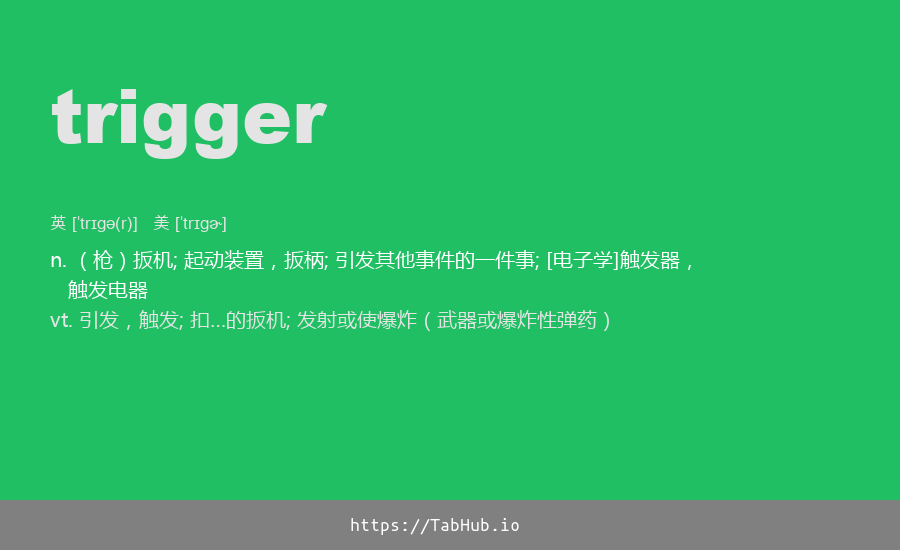 trigger
英 [ˈtrɪgə(r)] 美 [ˈtrɪgɚ]
n. （枪）扳机; 起动装置，扳柄; 引发其他事件的一件事; [电子学]触发器，
触发电器
vt. 引发，触发; 扣…的扳机; 发射或使爆炸（武器或爆炸性弹药）
https://TabHub.io